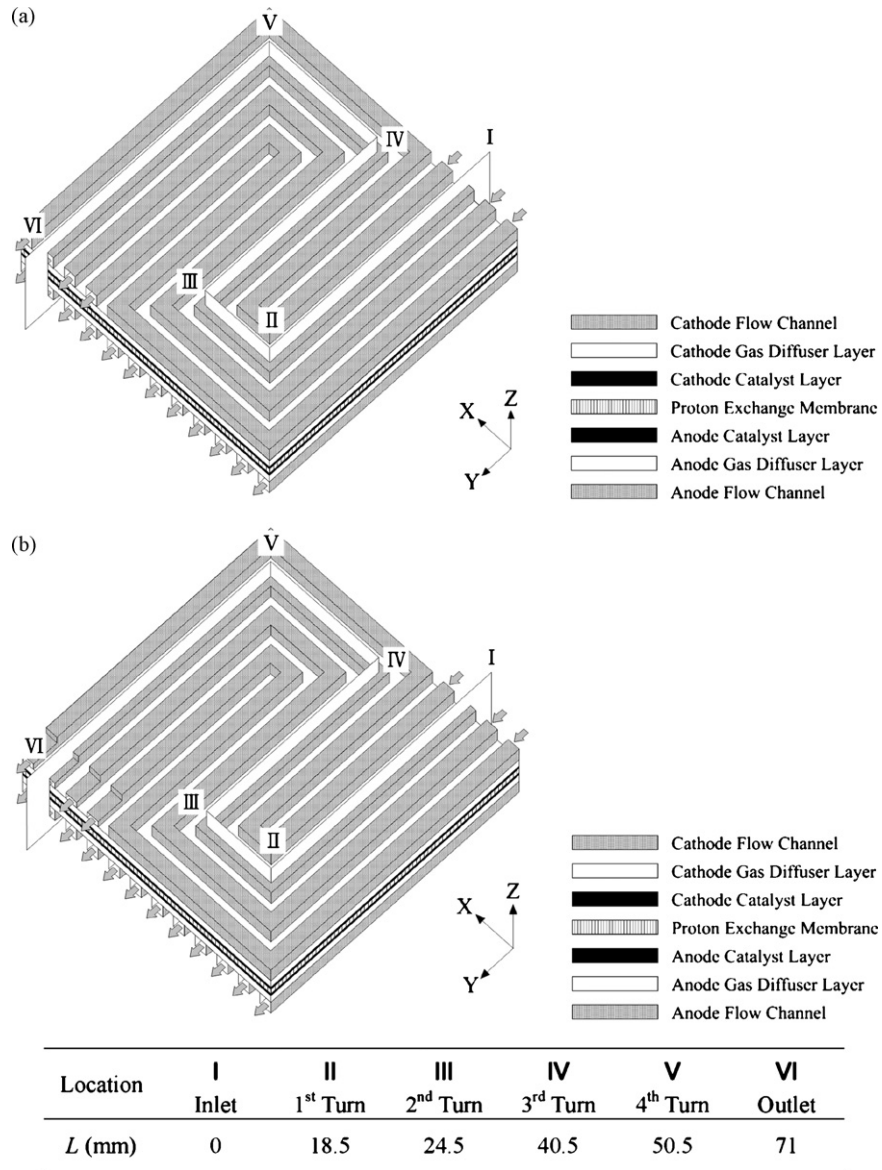 (a)
V
IV
I
VI
III
II
X
Z
Y
Cathode Flow Channel
Cathode Gas Diffuser Layer
Cathode Catalyst Layer
Proton Exchange Membrane
Anode Catalyst Layer
Anode Gas Diffuser Layer
Anode Flow Channel
(b)
V
IV
I
VI
III
II
X
Z
Y
Cathode Flow Channel
Cathode Gas Diffuser Layer
Cathode Catalyst Layer
Proton Exchange Membrane
Anode Catalyst Layer
Anode Gas Diffuser Layer
Anode Flow Channel
Location I II III IV V VI
Inlet 1st Turn 2nd Turn 3rd Turn 4th Turn Outlet
L (mm) 0 18.5 24.5 40.5 50.5 71